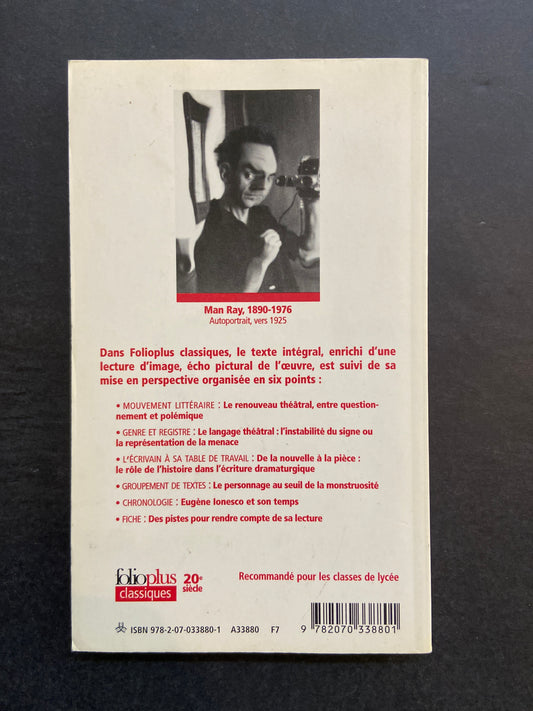 Man Ray, 1890-1976
Autoportrait, vers 1925
Dans Folioplus classiques, le texte intégral, enrichi d'une
lecture d'image, écho pictural de l'œuvre, est suivi de sa
mise en perspective organisée en six points :
• MOUVEMENT LITTÉRAIRE : Le renouveau théâtral, entre question-
nement et polémique
• GENRE ET REGISTRE : Le langage théâtral : l'instabilité du signe ou
la représentation de la menace
• L'ÉCRIVAIN À SA TABLE DE TRAVAIL : De la nouvelle à la pièce :
le rôle de l'histoire dans l'écriture dramaturgique
• GROUPEMENT DE TEXTES : Le personnage au seuil de la monstruosité
• CHRONOLOGIE : Eugène Ionesco et son temps
• FICHE : Des pistes pour rendre compte de sa lecture
folioplus
classiques
20e
siècle
Recommandé pour les classes de lycée
ISBN 978-2-07-033880-1 A33880 F7
9 782070 338801